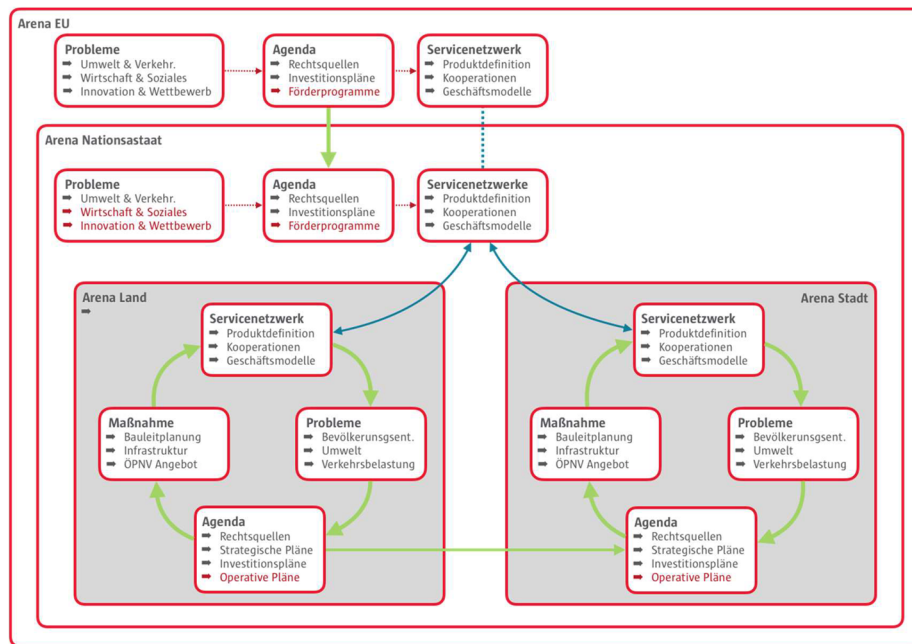 Arena EU
Probleme
Umwelt & Verkehr.
Wirtschaft & Soziales
Innovation & Wettbewerb
Agenda
Rechtsquellen
Investitionspläne
Förderprogramme
Servicenetzwerk
Produktdefinition
Kooperationen
Geschäftsmodelle
Arena Nationsastaat
Probleme
Umwelt & Verkehr.
Wirtschaft & Soziales
Innovation & Wettbewerb
Agenda
Rechtsquellen
Investitionspläne
Förderprogramme
Servicenetzwerke
Produktdefinition
Kooperationen
Geschäftsmodelle
Arena Land
Servicenetzwerk
Produktdefinition
Kooperationen
Geschäftsmodelle
Maßnahme
Bauleitplanung
Infrastruktur
ÖPNV Angebot
Probleme
Bevölkerunsgsent.
Umwelt
Verkehrsbelastung
Agenda
Rechtsquellen
Strategische Pläne
Investitionspläne
Operative Pläne
Arena Stadt
Servicenetzwerk
Produktdefinition
Kooperationen
Geschäftsmodelle
Maßnahme
Bauleitplanung
Infrastruktur
ÖPNV Angebot
Probleme
Bevölkerunsgsent.
Umwelt
Verkehrsbelastung
Agenda
Rechtsquellen
Strategische Pläne
Investitionspläne
Operative Pläne